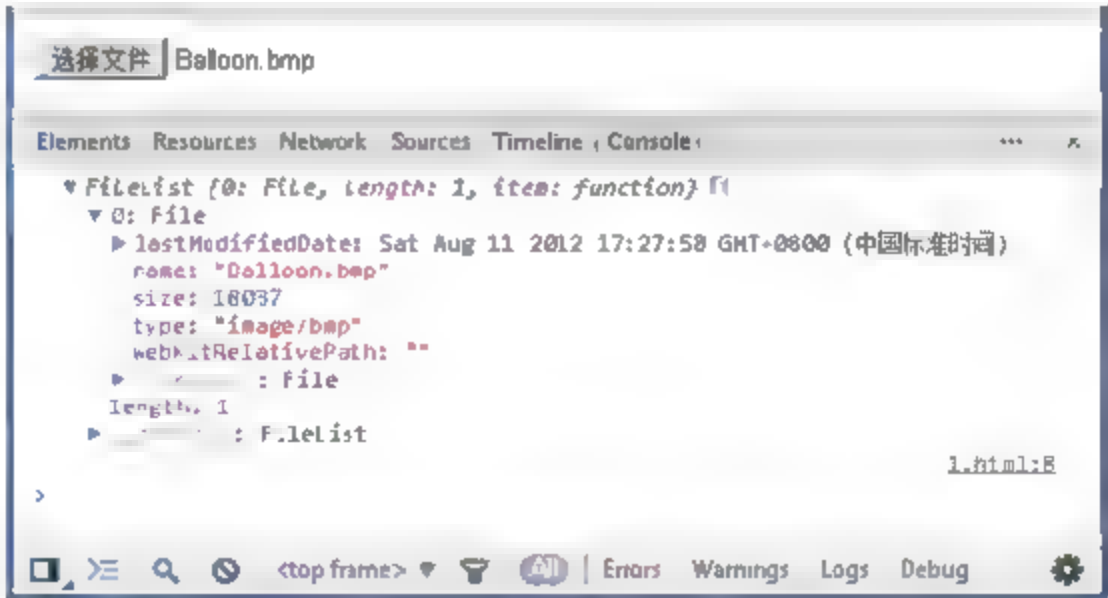 选择文件 Balloon.bmp
Elements Resources Network Sources Timeline Console
FileList {0: File, length: 1, item: function}
0: File
lastModifiedDate: Sat Aug 11 2012 17:27:58 GMT+0800 (中国标准时间)
name: "Balloon.bmp"
size:
type: "image/bmp"
webkitRelativePath: ""
: File
length: 1
: FileList
1.html:8
<top frame> All Errors Warnings Logs Debug